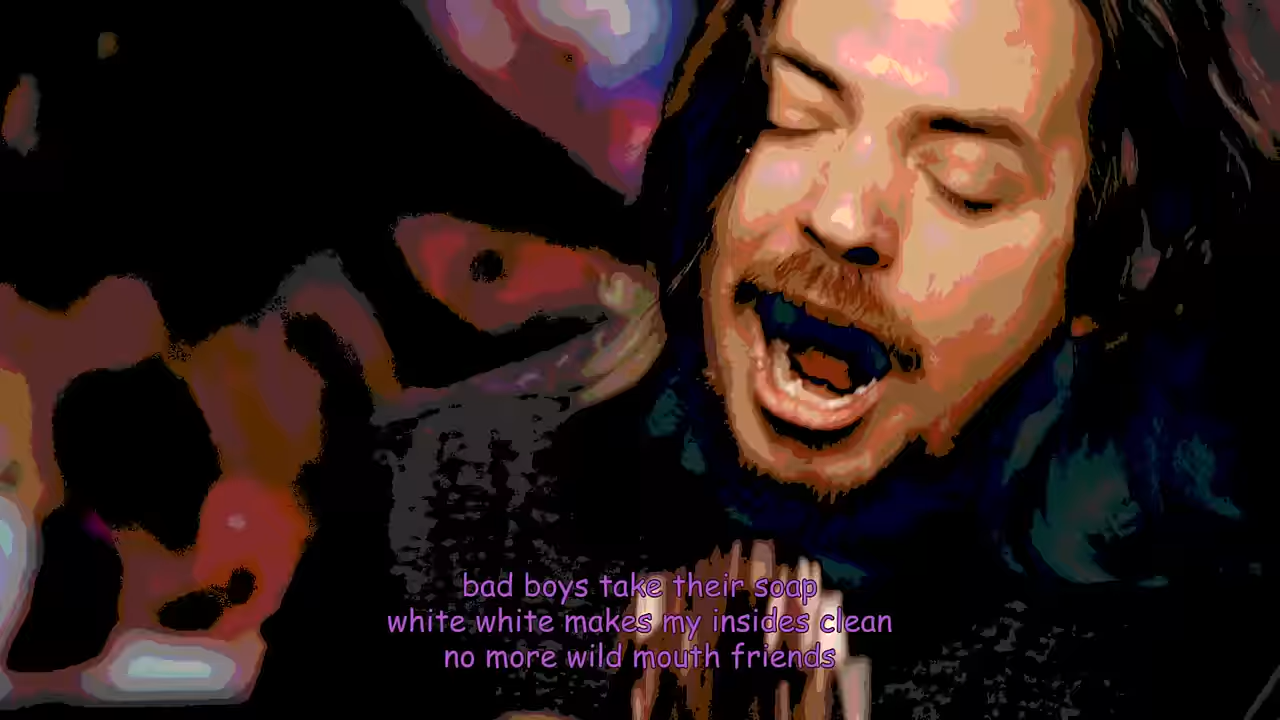 bad boys take their soap
white white makes my insides clean
no more wild mouth friends